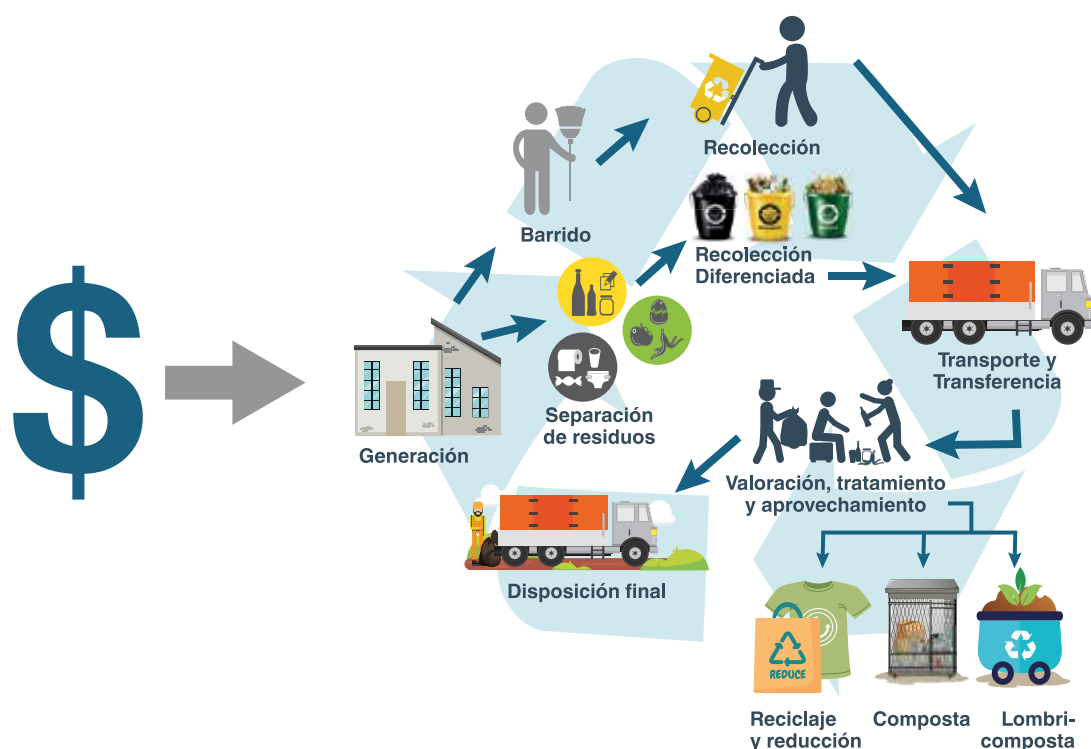 $
Recolección
Barrido
Recolección
Diferenciada
Transporte y
Transferencia
Separación
de residuos
Generación
Valoración, tratamiento
y aprovechamiento
Disposición final
REDUCE
Reciclaje
y reducción
Composta
Lombri-
composta